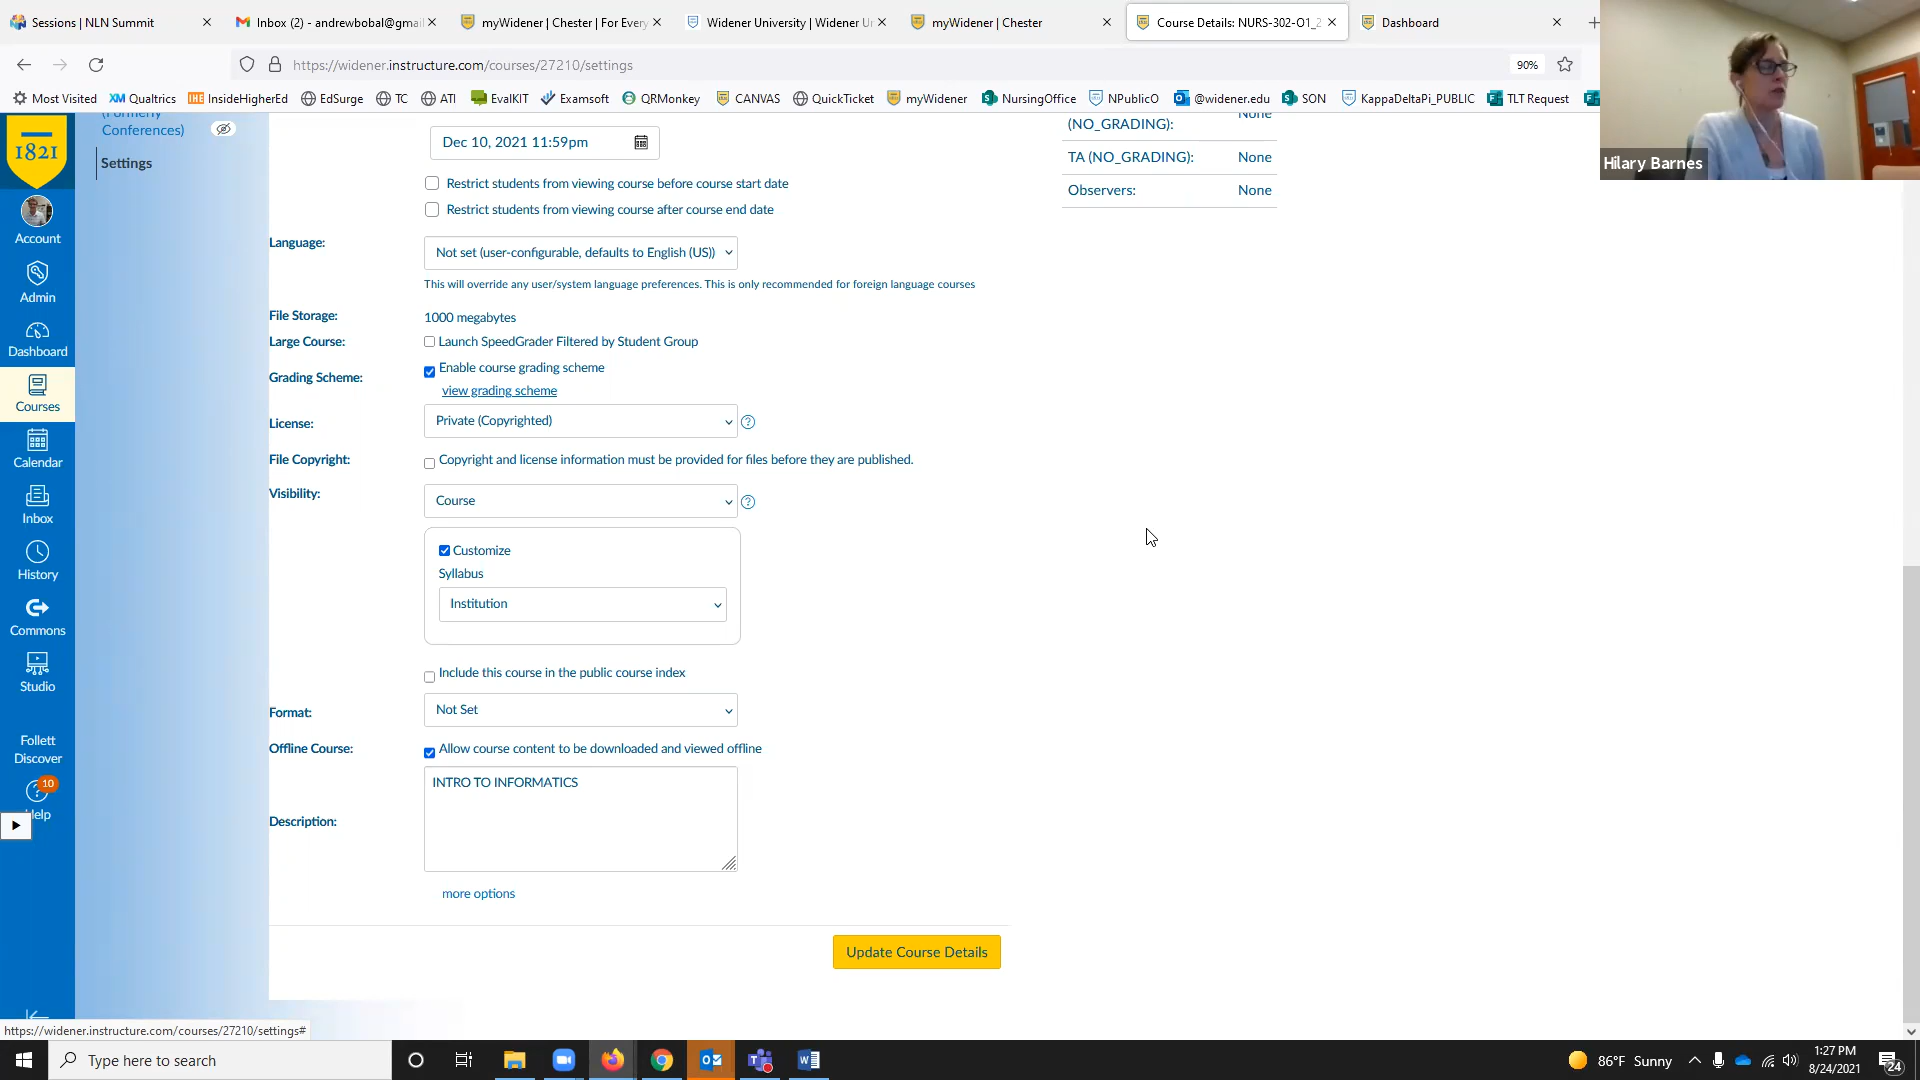 Sessions | NLN Summit
Inbox (2) - andrewbobal@gmai
myWidener | Chester | For Every
Widener University | Widener Un
myWidener | Chester
Course Details: NURS-302-O1_2
Dashboard
https://widener.instructure.com/courses/27210/settings
90%
Most Visited
XM Qualtrics
IHE InsideHigherEd
EdSurge
TC
ATI
EvalKIT
Examsoft
QRMonkey
CANVAS
QuickTicket
myWidener
NursingOffice
NPublicO
@widener.edu
SON
KappaDeltaPi_PUBLIC
TLT Request
Hilary Barnes
1821
Account
Admin
Dashboard
Courses
Calendar
Inbox
History
Commons
Studio
Follett
Discover
10
Help
(Formerly
Conferences)
Settings
Dec 10, 2021 11:59pm
Restrict students from viewing course before course start date
Restrict students from viewing course after course end date
Language:
Not set (user-configurable, defaults to English (US))
This will override any user/system language preferences. This is only recommended for foreign language courses
File Storage:
1000 megabytes
Large Course:
Launch SpeedGrader Filtered by Student Group
Grading Scheme:
Enable course grading scheme
view grading scheme
License:
Private (Copyrighted)
File Copyright:
Copyright and license information must be provided for files before they are published.
Visibility:
Course
Customize
Syllabus
Institution
Include this course in the public course index
Format:
Not Set
Offline Course:
Allow course content to be downloaded and viewed offline
INTRO TO INFORMATICS
Description:
more options
Update Course Details
(NO_GRADING):
None
TA (NO_GRADING):
None
Observers:
None
https://widener.instructure.com/courses/27210/settings#
Type here to search
86°F Sunny
1:27 PM
8/24/2021
24